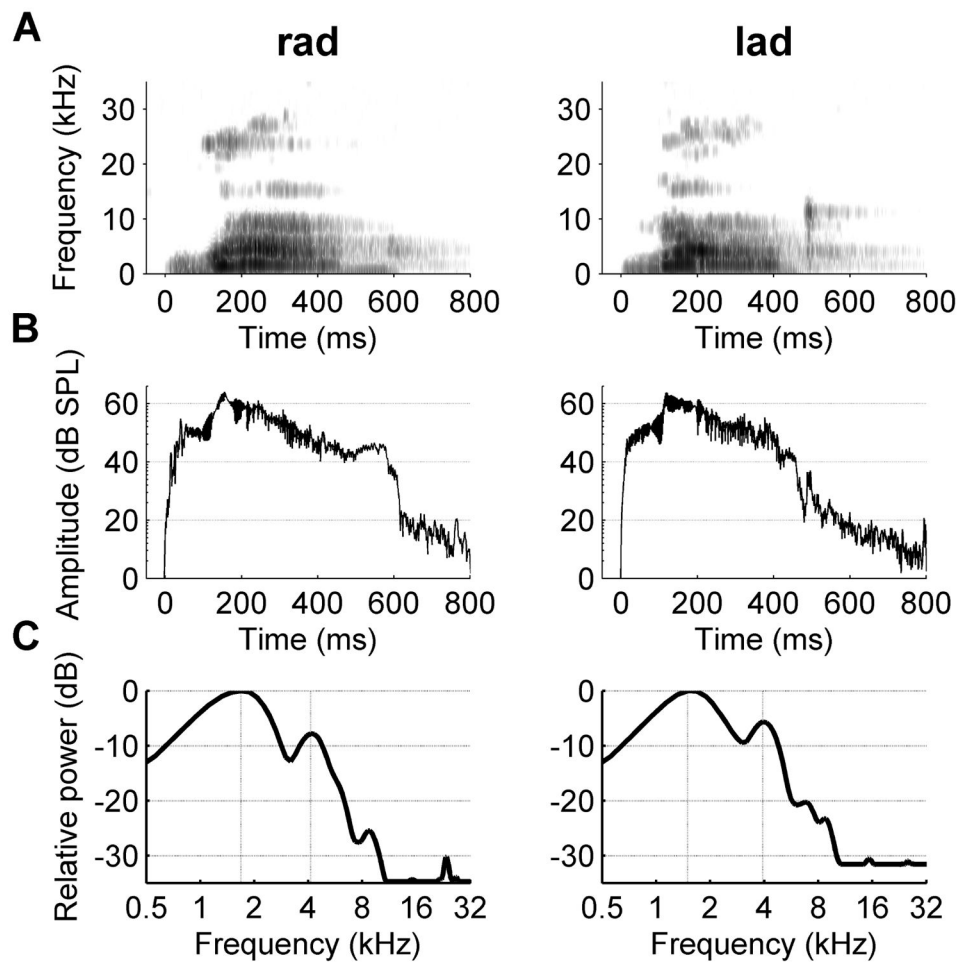 A
rad
lad
Frequency (kHz)
30
20
10
0
0 200 400 600 800
Time (ms)
30
20
10
0
0 200 400 600 800
Time (ms)
B
Amplitude (dB SPL)
60
40
20
0
0 200 400 600 800
Time (ms)
60
40
20
0
0 200 400 600 800
Time (ms)
C
Relative power (dB)
0
-10
-20
-30
0.5 1 2 4 8 16 32
Frequency (kHz)
0
-10
-20
-30
0.5 1 2 4 8 16 32
Frequency (kHz)